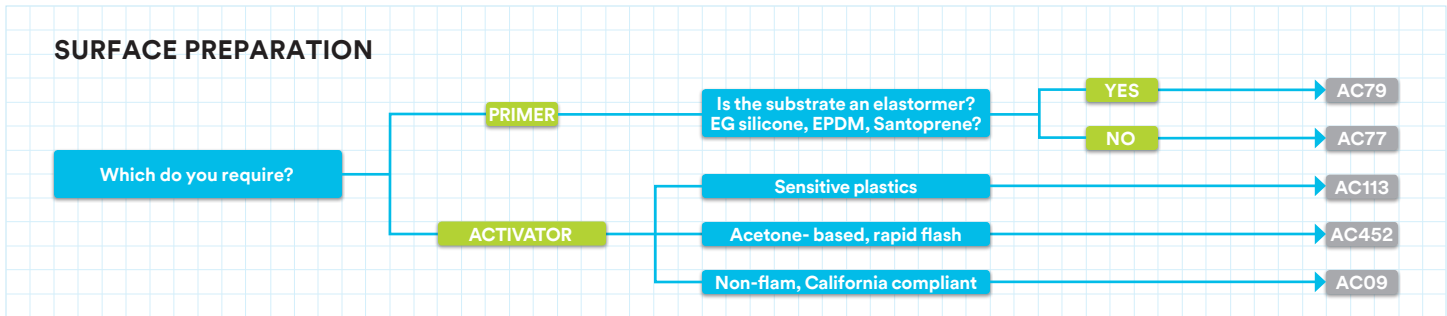 SURFACE PREPARATION
Which do you require?
PRIMER
Is the substrate an elastormer?
EG silicone, EPDM, Santoprene?
YES
AC79
NO
AC77
ACTIVATOR
Sensitive plastics
AC113
Acetone- based, rapid flash
AC452
Non-flam, California compliant
AC09